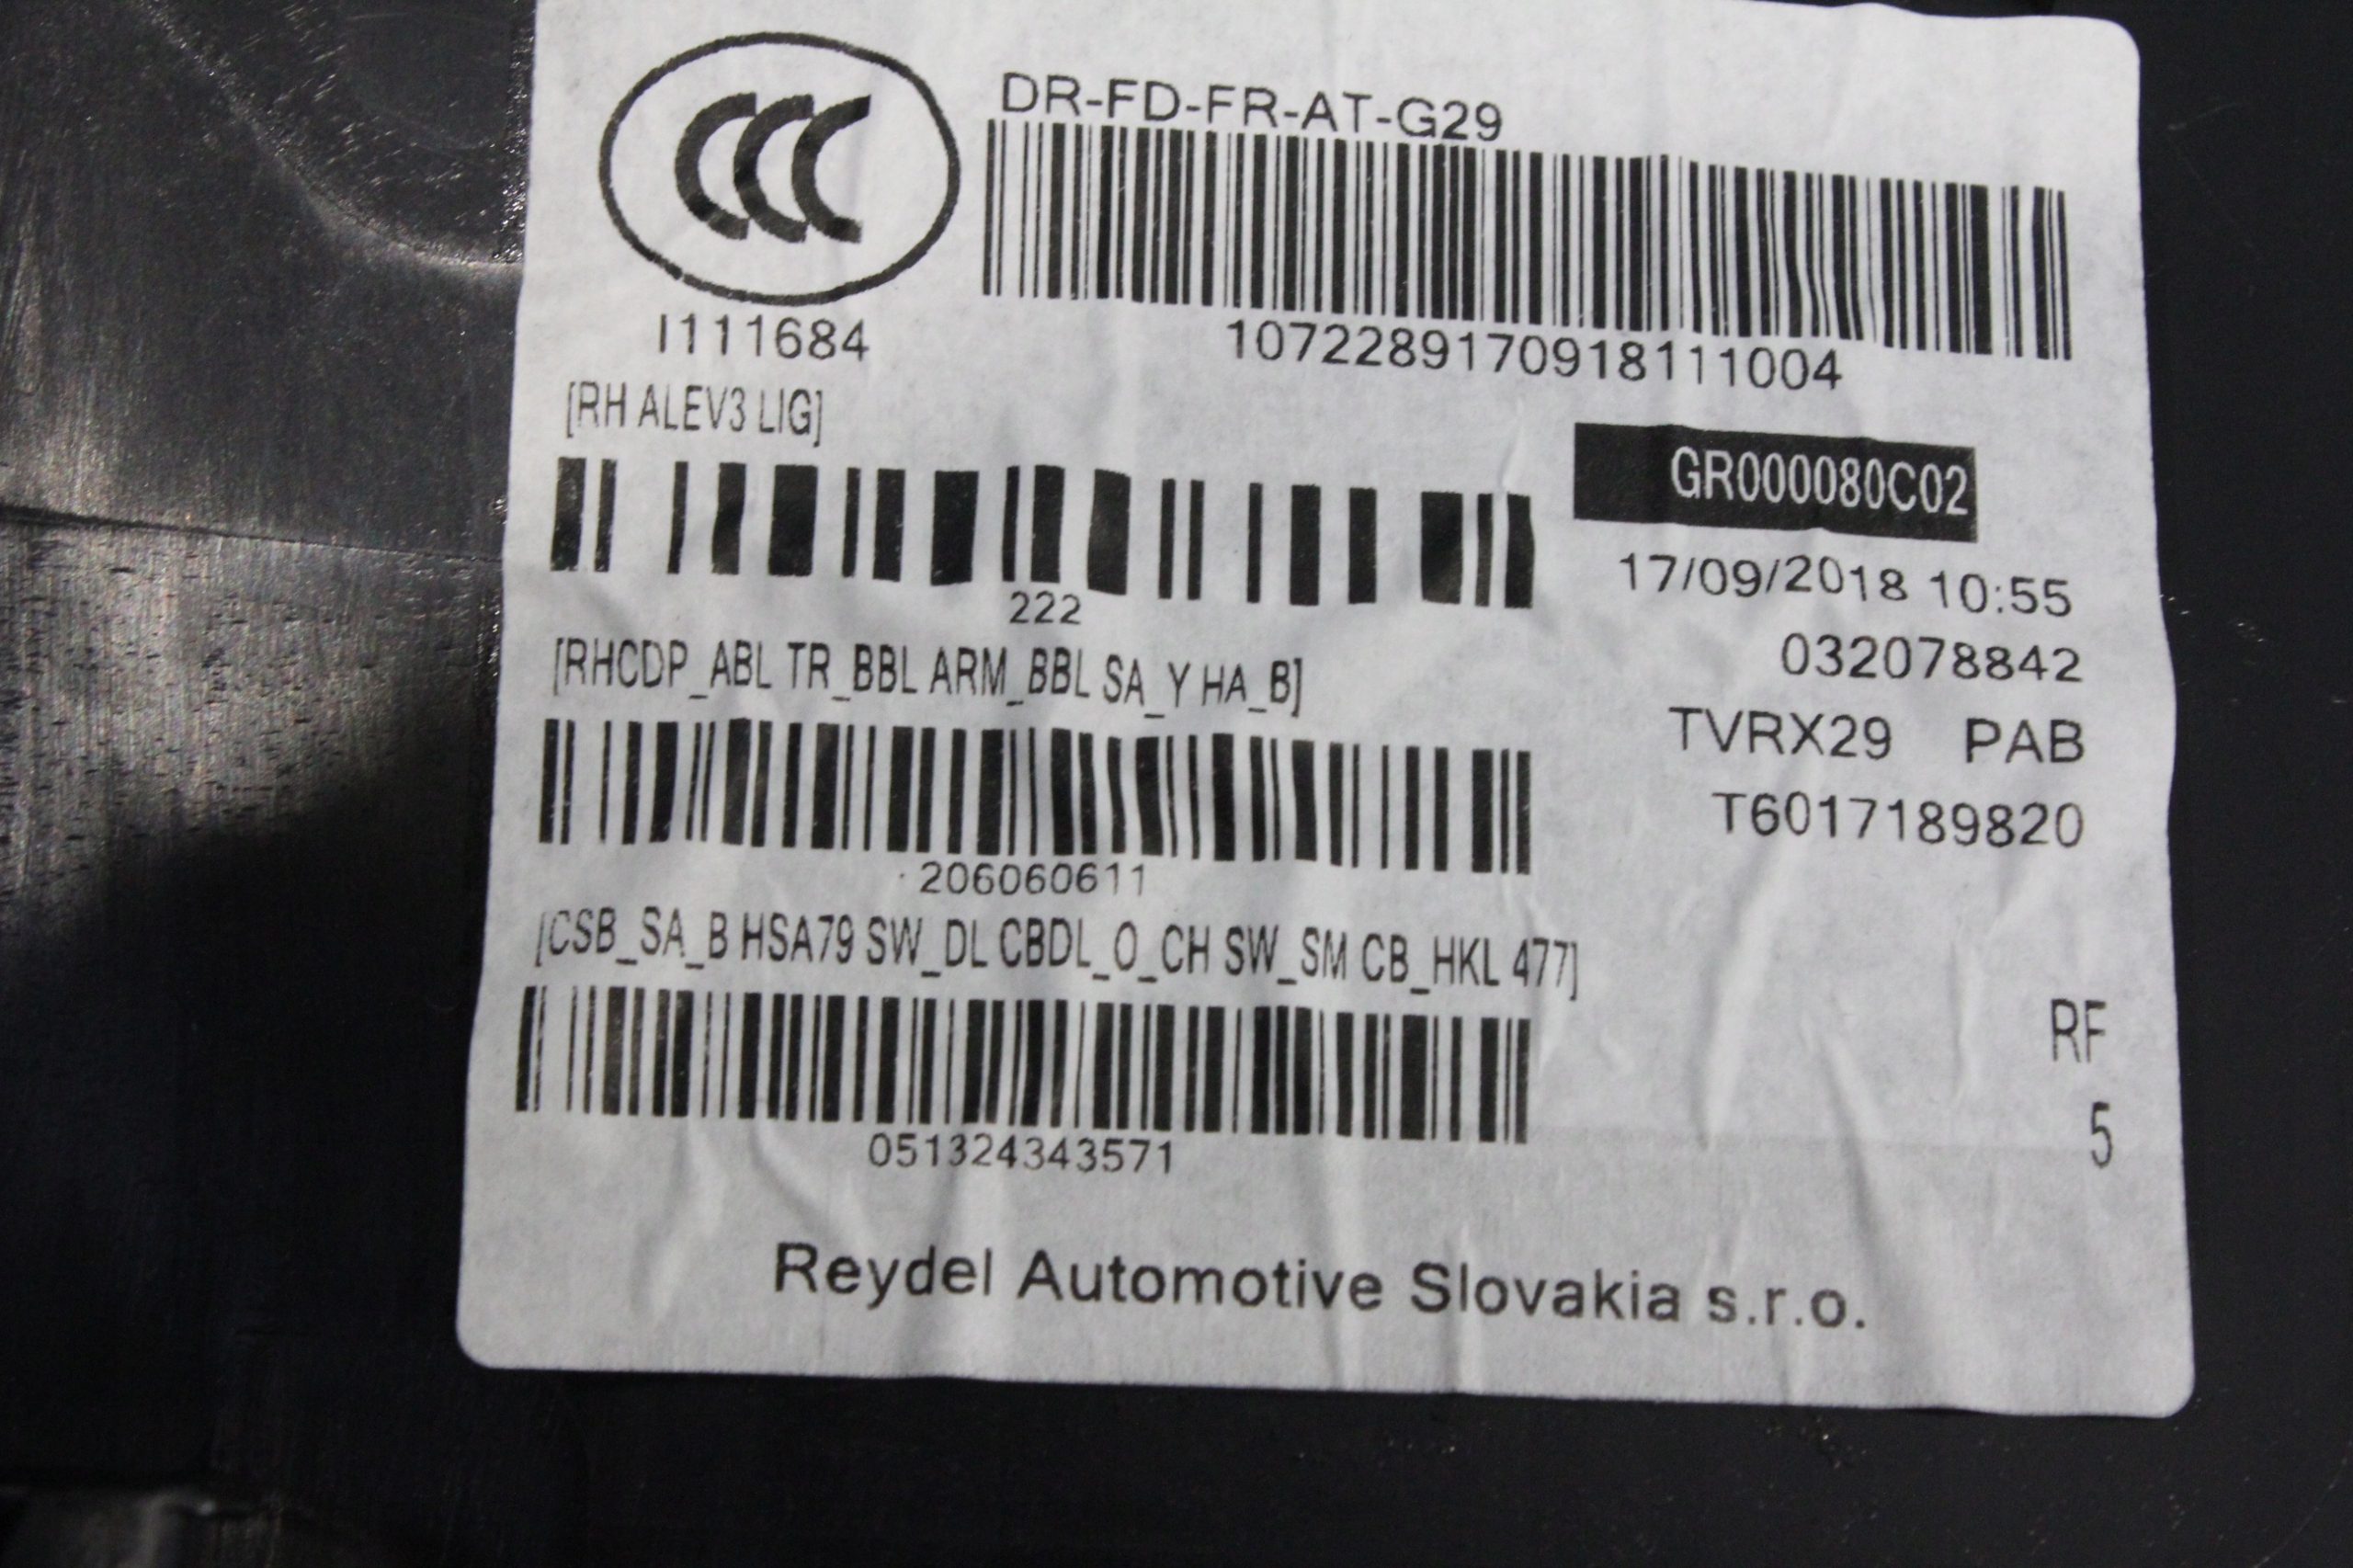 CCC
DR-FD-FR-AT-G29
I111684
1072289170918111004
[RH ALEV3 LIG]
GR000080C02
222
17/09/2018 10:55
032078842
[RHCDP_ABL TR_BBL ARM_BBL SA_Y HA_B]
TVRX29 PAB
T6017189820
206060611
[CSB_SA_B HSA79 SW_DL CBDL_O_CH SW_SM CB_HKL 477]
RF
5
051324343571
Reydel Automotive Slovakia s.r.o.